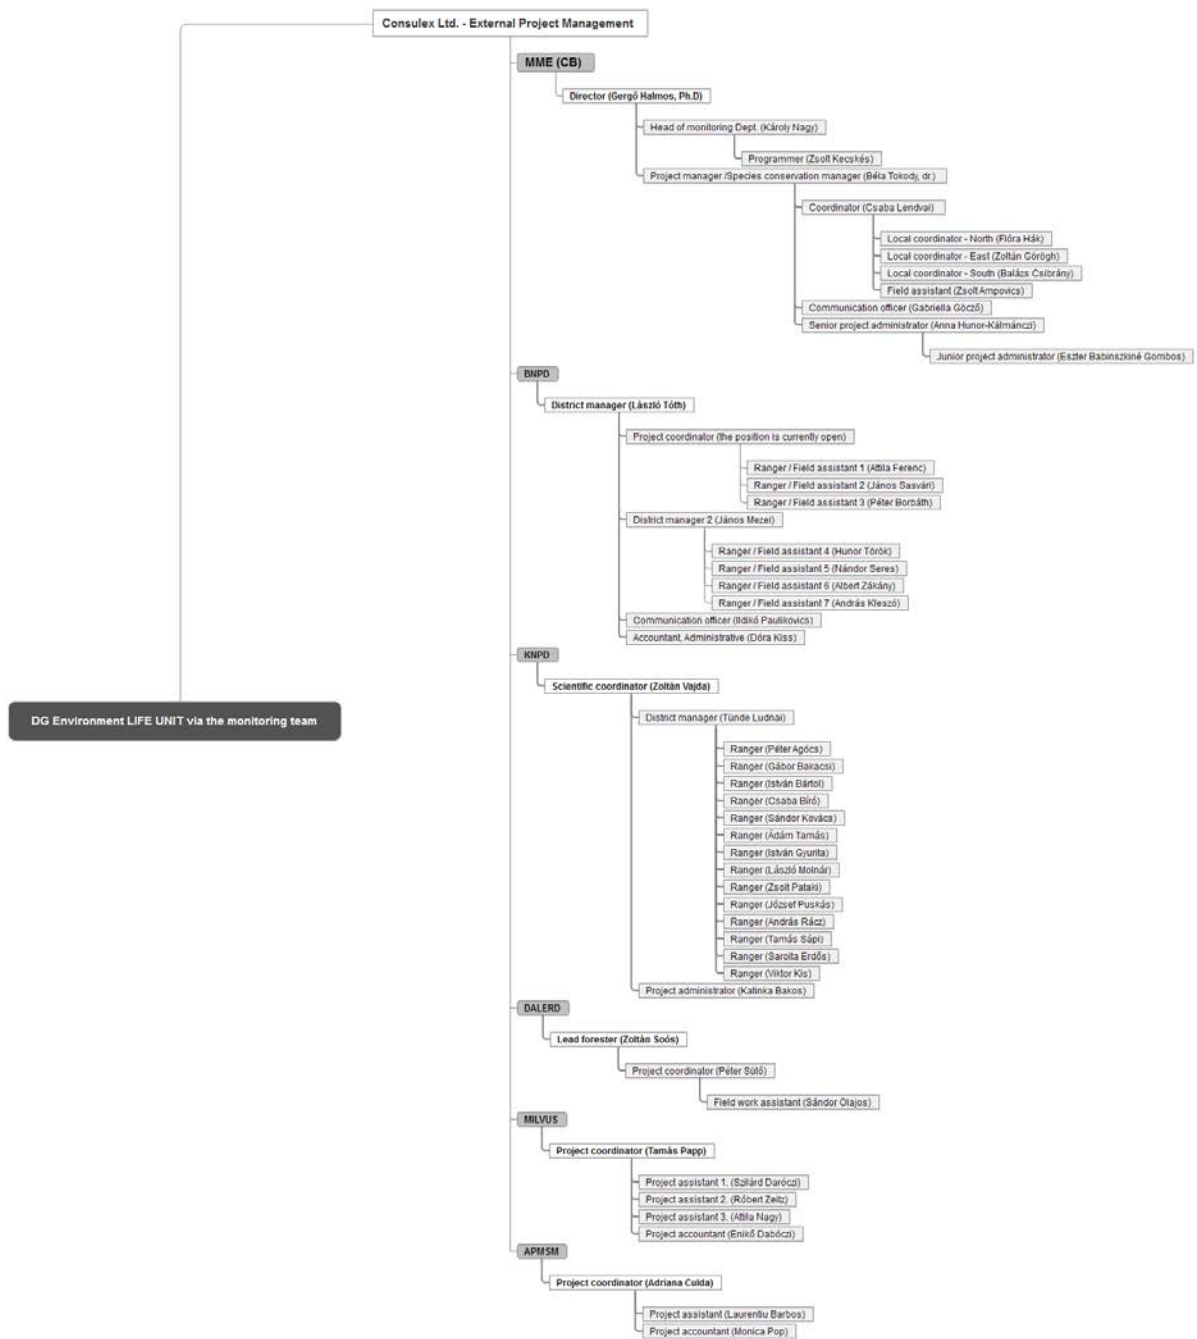 Consulex Ltd. - External Project Management
MME (CB)
Director (Gergő Halmos, Ph.D)
Head of monitoring Dept. (Károly Nagy)
Programmer (Zsolt Kecskés)
Project manager /Species conservation manager (Béla Tokody, dr.)
Coordinator (Csaba Lendvai)
Local coordinator - North (Flóra Hák)
Local coordinator - East (Zoltán Görögh)
Local coordinator - South (Balázs Csibrány)
Field assistant (Zsolt Ampovics)
Communication officer (Gabriella Göcző)
Senior project administrator (Anna Hunor-Kálmánczi)
Junior project administrator (Eszter Babinszkiné Gombos)
BNPD
District manager (László Tóth)
Project coordinator (the position is currently open)
Ranger / Field assistant 1 (Attila Ferenc)
Ranger / Field assistant 2 (János Sasvári)
Ranger / Field assistant 3 (Péter Borbáth)
District manager 2 (János Mezei)
Ranger / Field assistant 4 (Hunor Török)
Ranger / Field assistant 5 (Nándor Seres)
Ranger / Field assistant 6 (Albert Zákány)
Ranger / Field assistant 7 (András Kleszó)
Communication officer (Ildikó Paulikovics)
Accountant, Administrative (Dóra Kiss)
KNPD
Scientific coordinator (Zoltán Vajda)
DG Environment LIFE UNIT via the monitoring team
District manager (Tünde Ludnai)
Ranger (Péter Agócs)
Ranger (Gábor Bakacsi)
Ranger (István Bártol)
Ranger (Csaba Bíró)
Ranger (Sándor Kovács)
Ranger (Ádám Tamás)
Ranger (István Gyurita)
Ranger (László Molnár)
Ranger (Zsolt Pataki)
Ranger (József Puskás)
Ranger (András Rácz)
Ranger (Tamás Sápi)
Ranger (Sarolta Erdős)
Ranger (Viktor Kis)
Project administrator (Katinka Bakos)
DALERD
Lead forester (Zoltán Soós)
Project coordinator (Péter Sülő)
Field work assistant (Sándor Olajos)
MILVUS
Project coordinator (Tamás Papp)
Project assistant 1. (Szilárd Daróczi)
Project assistant 2. (Róbert Zeitz)
Project assistant 3. (Attila Nagy)
Project accountant (Enikő Dabóczi)
APMSM
Project coordinator (Adriana Culda)
Project assistant (Laurentiu Barbos)
Project accountant (Monica Pop)